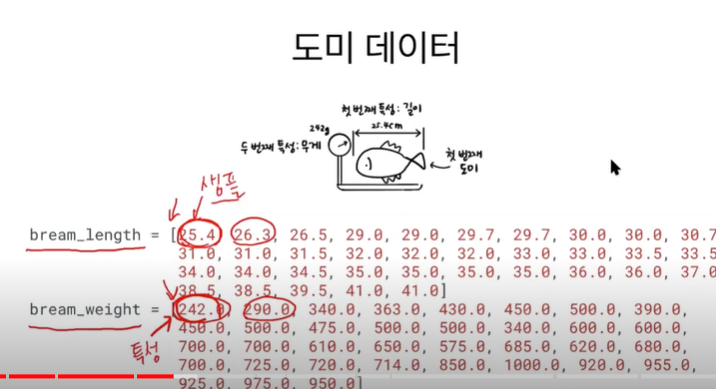 도미 데이터
첫 번째 특성: 길이
242g
25.4cm
두 번째 특성: 무게
첫 번째
도미
샘플
bream_length = [25.4, 26.3, 26.5, 29.0, 29.0, 29.7, 29.7, 30.0, 30.0, 30.7
31.0, 31.0, 31.5, 32.0, 32.0, 32.0, 33.0, 33.0, 33.5, 33.5
34.0, 34.0, 34.5, 35.0, 35.0, 35.0, 35.0, 36.0, 36.0, 37.0
38.5, 38.5, 39.5, 41.0, 41.0]
bream_weight = [242.0, 290.0, 340.0, 363.0, 430.0, 450.0, 500.0, 390.0,
450.0, 500.0, 475.0, 500.0, 500.0, 340.0, 600.0, 600.0,
특성
700.0, 700.0, 610.0, 650.0, 575.0, 685.0, 620.0, 680.0,
700.0, 725.0, 720.0, 714.0, 850.0, 1000.0, 920.0, 955.0,
925.0, 975.0, 950.0]